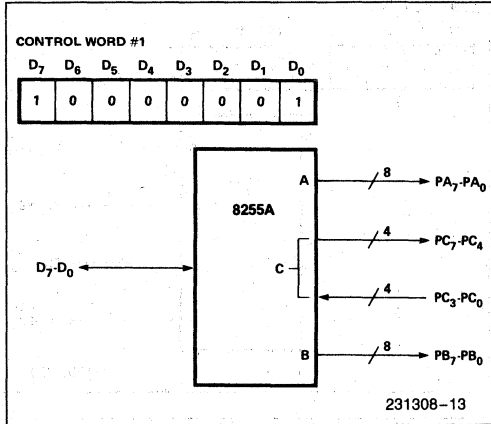 CONTROL WORD #1
D7 D6 D5 D4 D3 D2 D1 D0
1 0 0 0 0 0 0 1
A 8 PA7-PA0
8255A
4 PC7-PC4
D7-D0 C
4 PC3-PC0
B 8 PB7-PB0
231308-13